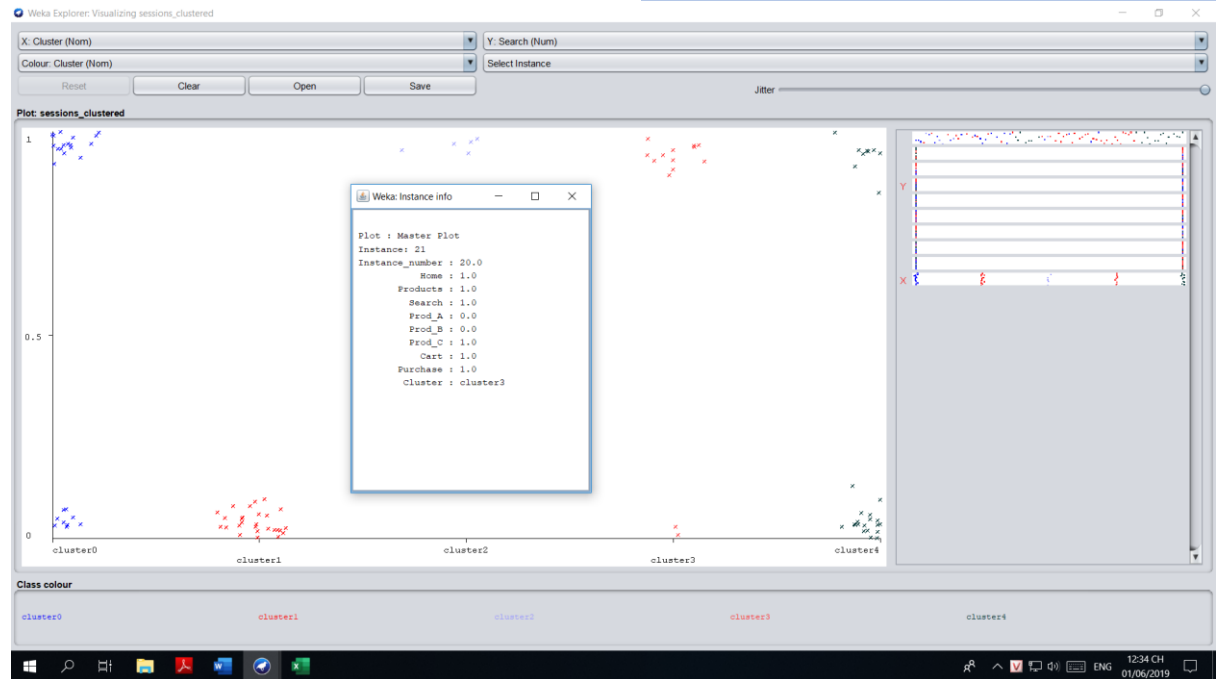 Weka Explorer: Visualizing sessions_clustered
X: Cluster (Nom)
Y: Search (Num)
Colour: Cluster (Nom)
Select Instance
Reset
Clear
Open
Save
Jitter
Plot: sessions_clustered
1
0.5
0
cluster0
cluster1
cluster2
cluster3
cluster4
Y
X
Weka: Instance info
Plot : Master Plot
Instance: 21
Instance_number : 20.0
Home : 1.0
Products : 1.0
Search : 1.0
Prod_A : 0.0
Prod_B : 0.0
Prod_C : 1.0
Cart : 1.0
Purchase : 1.0
Cluster : cluster3
Class colour
cluster0
cluster1
cluster2
cluster3
cluster4
ENG
12:34 CH
01/06/2019